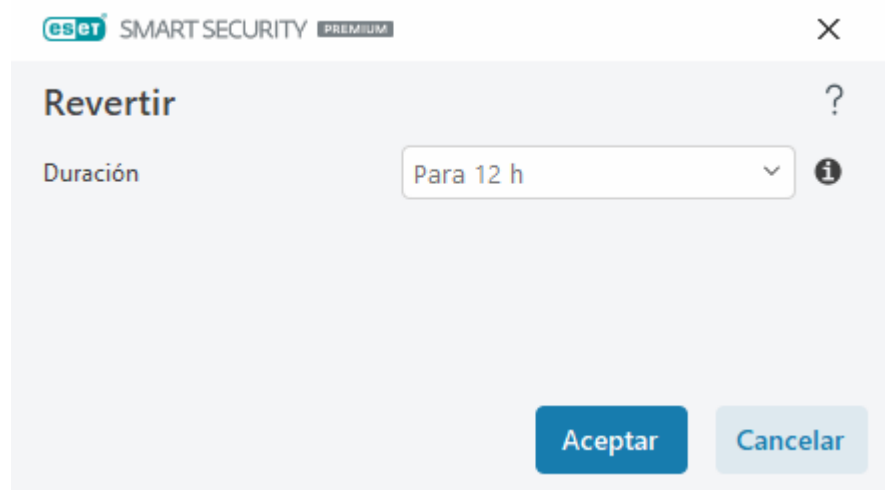 eset SMART SECURITY PREMIUM
Revertir
?
Duración
Para 12 h
Aceptar
Cancelar